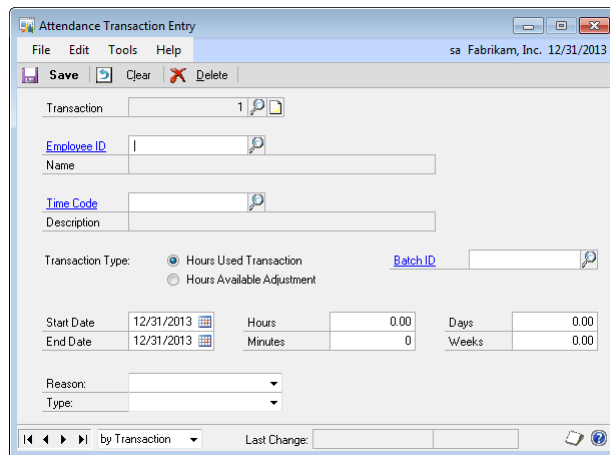 Attendance Transaction Entry
File Edit Tools Help sa Fabrikam, Inc. 12/31/2013
Save Clear Delete
Transaction 1
Employee ID
Name
Time Code
Description
Transaction Type: Hours Used Transaction Batch ID
Hours Available Adjustment
Start Date 12/31/2013 Hours 0.00 Days 0.00
End Date 12/31/2013 Minutes 0 Weeks 0.00
Reason:
Type:
by Transaction Last Change: